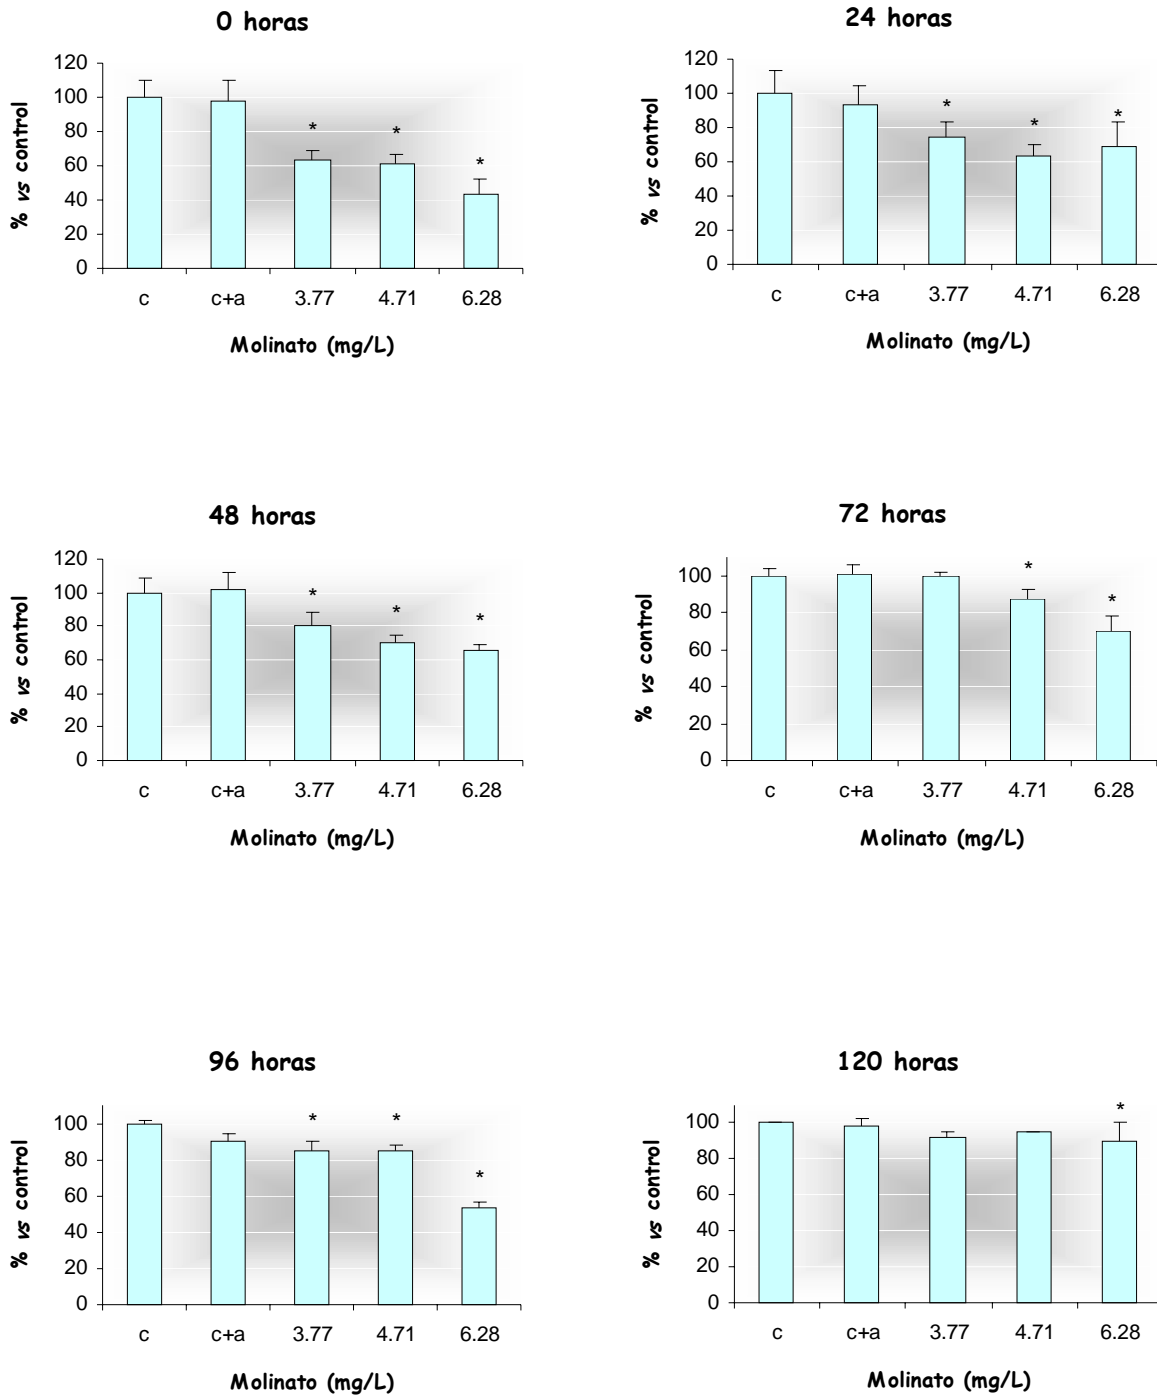 0 horas
120
100
80
60
40
20
0
% vs control
* * *
c c+a 3.77 4.71 6.28
Molinato (mg/L)
24 horas
120
100
80
60
40
20
0
% vs control
* * *
c c+a 3.77 4.71 6.28
Molinato (mg/L)
48 horas
120
100
80
60
40
20
0
% vs control
* * *
c c+a 3.77 4.71 6.28
Molinato (mg/L)
72 horas
100
80
60
40
20
0
% vs control
* *
c c+a 3.77 4.71 6.28
Molinato (mg/L)
96 horas
100
80
60
40
20
0
% vs control
* * *
c c+a 3.77 4.71 6.28
Molinato (mg/L)
120 horas
100
80
60
40
20
0
% vs control
*
c c+a 3.77 4.71 6.28
Molinato (mg/L)